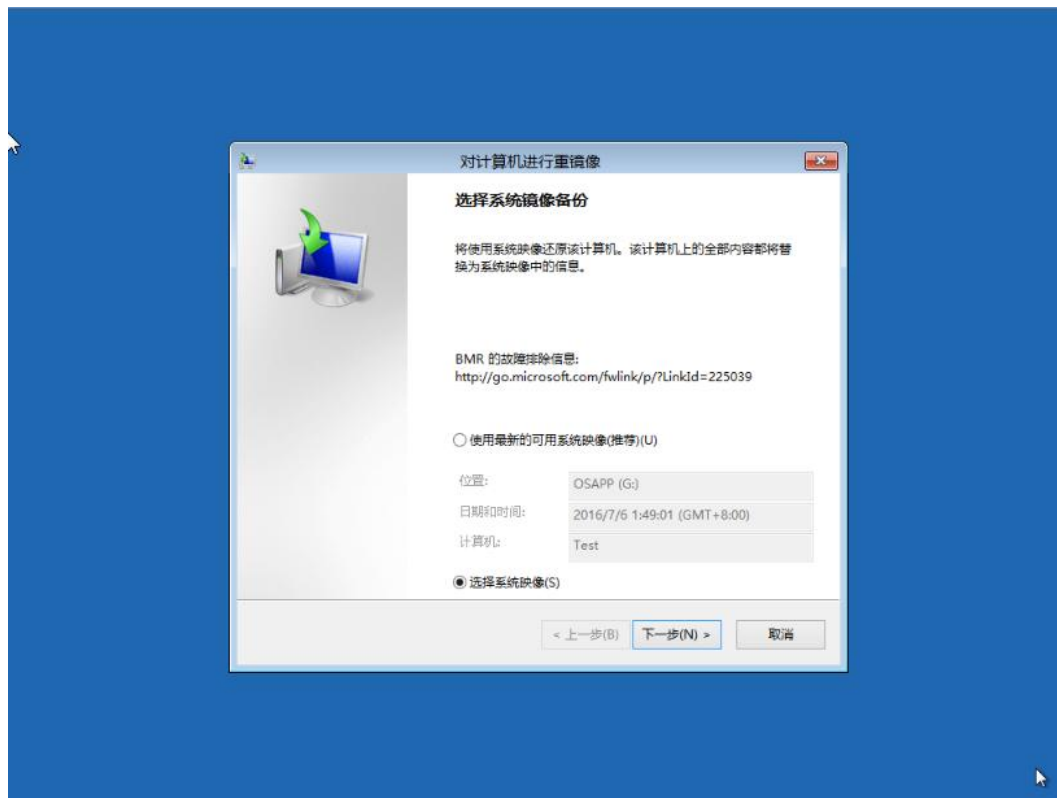 对计算机进行重镜像
选择系统镜像备份
将使用系统映像还原该计算机。该计算机上的全部内容都将替
换为系统映像中的信息。
BMR 的故障排除信息:
http://go.microsoft.com/fwlink/p/?LinkId=225039
使用最新的可用系统映像(推荐)(U)
位置: OSAPP (G:)
日期和时间: 2016/7/6 1:49:01 (GMT+8:00)
计算机: Test
选择系统映像(S)
< 上一步(B) 下一步(N) > 取消